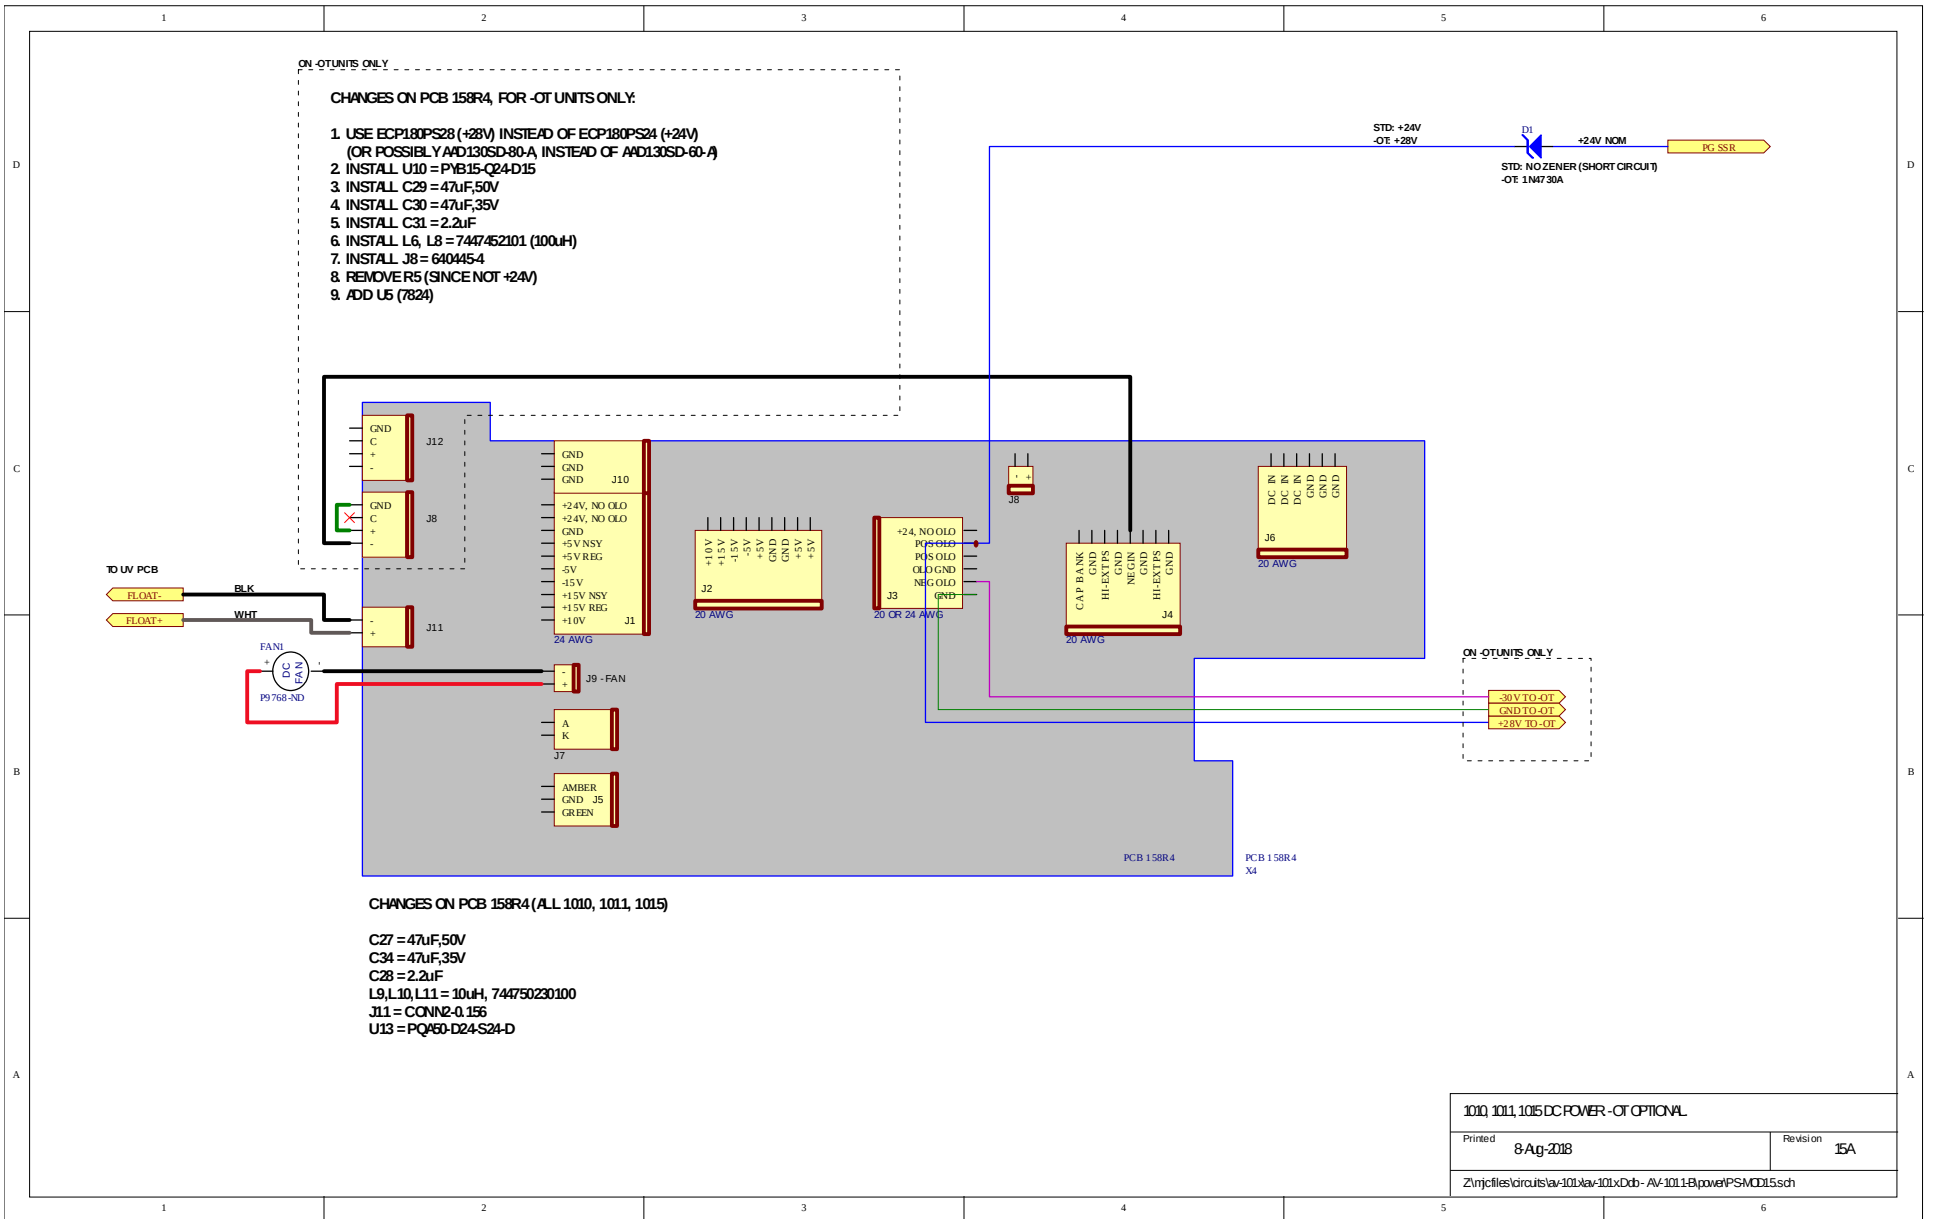 1 2 3 4 5 6
D D
C C
B B
A A
ON -OT UNITS ONLY
CHANGES ON PCB 158R4, FOR -OT UNITS ONLY:
1. USE ECP180PS28 (+28V) INSTEAD OF ECP180PS24 (+24V)
(OR POSSIBLY AAD130SD-80-A, INSTEAD OF AAD130SD-60-A)
2. INSTALL U10 = PYB15-Q24-D15
3. INSTALL C29 = 47uF,50V
4. INSTALL C30 = 47uF,35V
5. INSTALL C31 = 2.2uF
6. INSTALL L6, L8 = 7447452101 (100uH)
7. INSTALL J8 = 640445-4
8. REMOVE R5 (SINCE NOT +24V)
9. ADD U5 (7824)
STD: +24V
-OT: +28V
D1
+24V NOM
PG SSR
STD: NO ZENER (SHORT CIRCUIT)
-OT: 1N4730A
GND
C
+
-
J12
GND
C
+
-
J8
TO UV PCB
FLOAT-
BLK
FLOAT+
WHT
-
+
J11
FAN1
+
-
DC
FAN
P9768-ND
GND
GND
GND
J10
+24V, NO OLO
+24V, NO OLO
GND
+5V NSY
+5V REG
-5V
-15V
+15V NSY
+15V REG
+10V
J1
24 AWG
-
+
J9 - FAN
A
K
J7
AMBER
GND
GREEN
J5
+10V
+15V
-15V
-5V
+5V
GND
GND
+5V
+5V
J2
20 AWG
+24, NO OLO
POS OLO
POS OLO
OLO GND
NEG OLO
GND
J3
20 OR 24 AWG
-
+
J8
CAP BANK
GND
HI-EXT PS
GND
NEG IN
GND
HI-EXT PS
GND
J4
20 AWG
DC IN
DC IN
DC IN
GND
GND
GND
J6
20 AWG
ON -OT UNITS ONLY
-30V TO -OT
GND TO -OT
+28V TO -OT
PCB 158R4
PCB 158R4
X4
CHANGES ON PCB 158R4 (ALL 1010, 1011, 1015)
C27 = 47uF,50V
C34 = 47uF,35V
C28 = 2.2uF
L9,L10,L11 = 10uH, 744750230100
J11 = CONN2-0.156
U13 = PQA50-D24-S24-D
1010, 1011, 1015 DC POWER - OT OPTIONAL.
Printed
8-Aug-2018
Revision
15A
Z:\mjcfiles\circuits\av-101x\av-101x.Ddb - AV-1011-B\power\PS-MOD15.sch
1 2 3 4 5 6